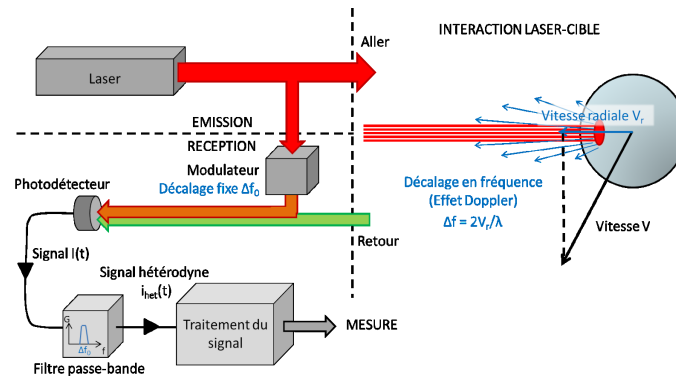 INTERACTION LASER-CIBLE
Aller
Laser
EMISSION
RECEPTION
Modulateur
Décalage fixe Δf₀
Photodétecteur
Retour
Signal I(t)
Signal hétérodyne
i_het(t)
G
Δf₀
f
Filtre passe-bande
Traitement du
signal
MESURE
Vitesse radiale Vᵣ
Décalage en fréquence
(Effet Doppler)
Δf = 2Vᵣ/λ
Vitesse V